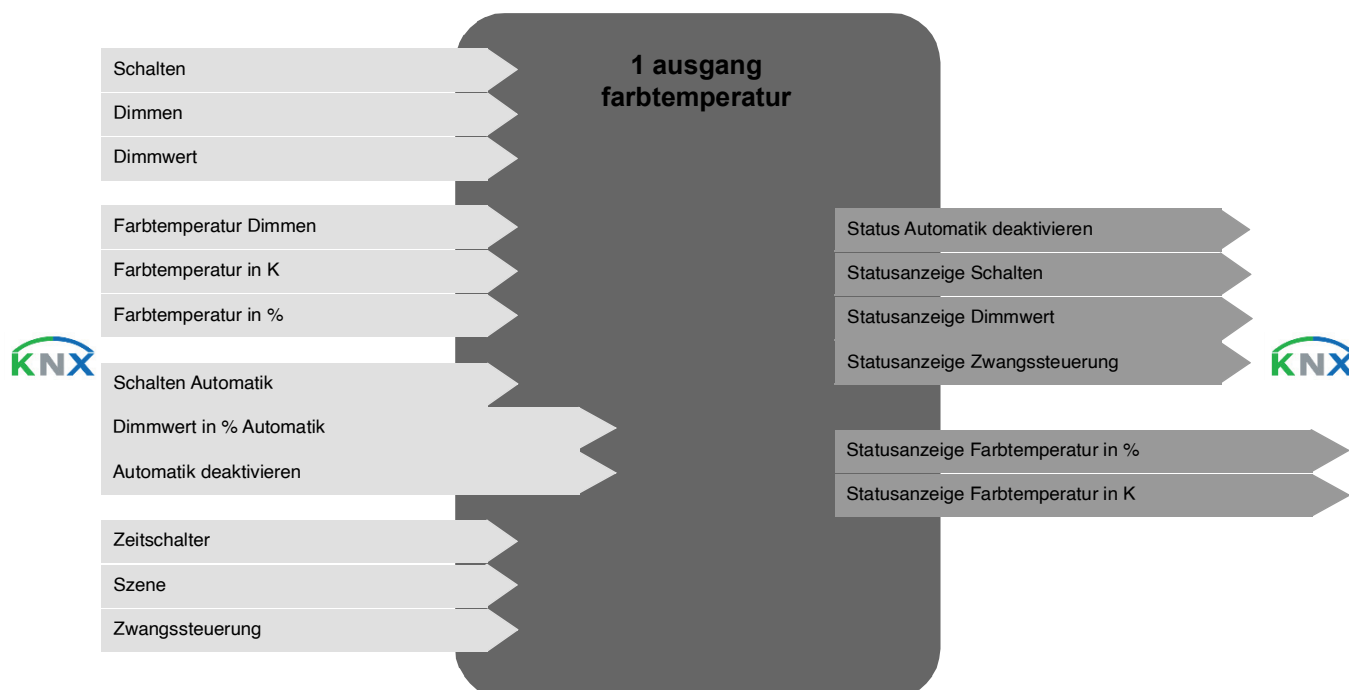 1 ausgang
farbtemperatur
Schalten
Dimmen
Dimmwert
Farbtemperatur Dimmen
Farbtemperatur in K
Farbtemperatur in %
KNX
Schalten Automatik
Dimmwert in % Automatik
Automatik deaktivieren
Zeitschalter
Szene
Zwangssteuerung
Status Automatik deaktivieren
Statusanzeige Schalten
Statusanzeige Dimmwert
Statusanzeige Zwangssteuerung
KNX
Statusanzeige Farbtemperatur in %
Statusanzeige Farbtemperatur in K